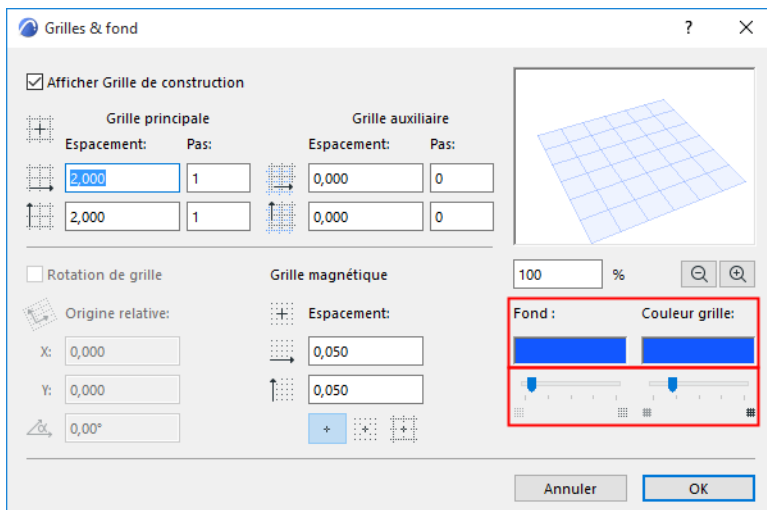 Grilles & fond
Afficher Grille de construction
Grille principale
Grille auxiliaire
Espacement:
Pas:
Espacement:
Pas:
2,000
1
0,000
0
2,000
1
0,000
0
Rotation de grille
Grille magnétique
100
%
Origine relative:
Espacement:
Fond :
Couleur grille:
X:
0,000
0,050
Y:
0,000
0,050
α
0,00°
Annuler
OK